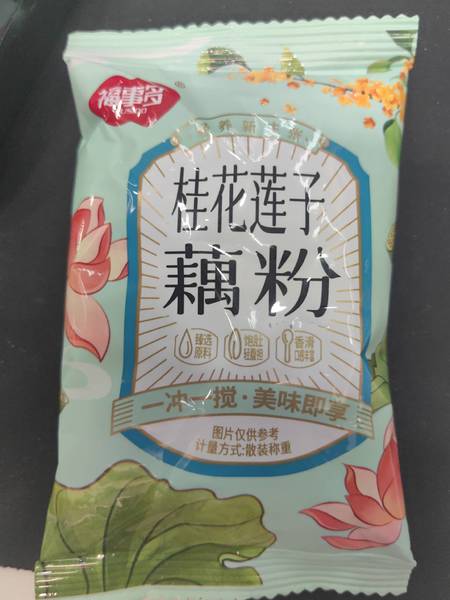 福事多
桂花莲子
藕粉
臻选
原料
饱肚
轻食
香滑
一冲一搅·美味即享
图片仅供参考
计量方式:散装称重